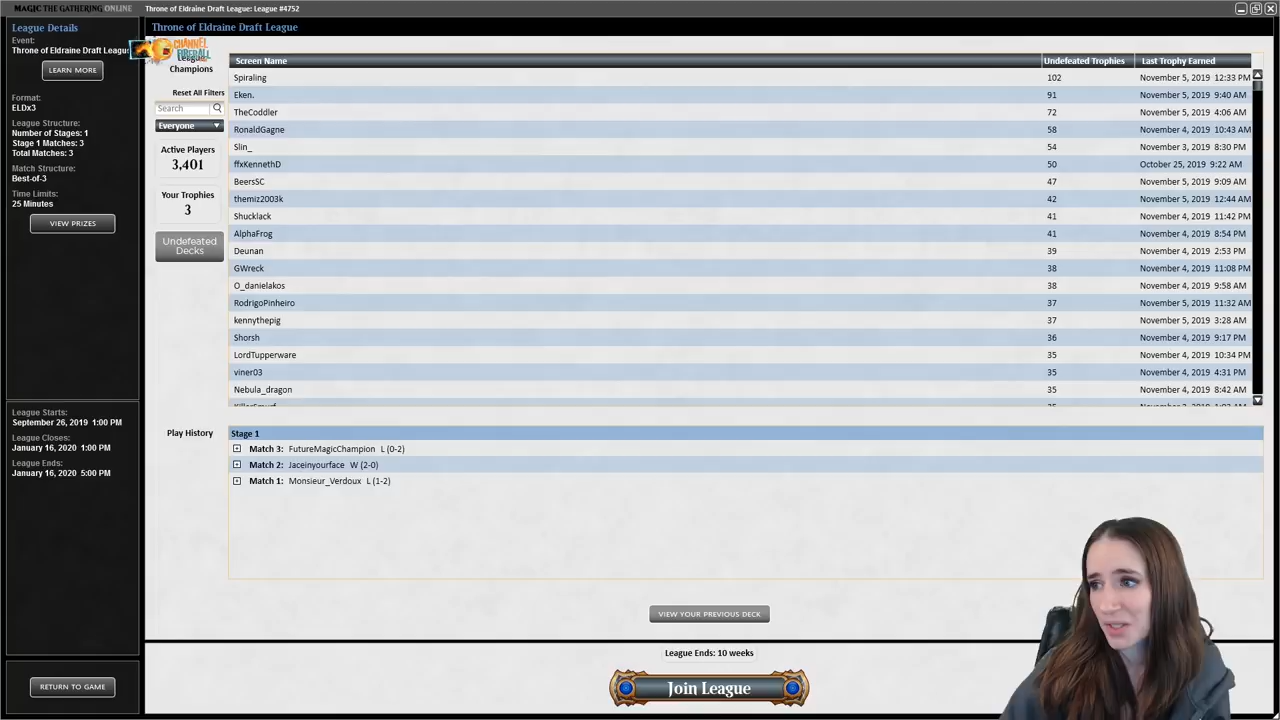 MAGIC THE GATHERING ONLINE
Throne of Eldraine Draft League: League #4752
League Details
Event:
Throne of Eldraine Draft League
LEARN MORE
Format:
ELDx3
League Structure:
Number of Stages: 1
Stage 1 Matches: 3
Total Matches: 3
Match Structure:
Best-of-3
Time Limits:
25 Minutes
VIEW PRIZES
League Starts:
September 26, 2019 1:00 PM
League Closes:
January 16, 2020 1:00 PM
League Ends:
January 16, 2020 5:00 PM
RETURN TO GAME
Throne of Eldraine Draft League
CHANNEL
FIREBALL
League
Champions
Reset All Filters
Search
Everyone
Active Players
3,401
Your Trophies
3
Undefeated
Decks
Screen Name Undefeated Trophies Last Trophy Earned
Spiraling 102 November 5, 2019 12:33 PM
Eken. 91 November 5, 2019 9:40 AM
TheCoddler 72 November 5, 2019 4:06 AM
RonaldGagne 58 November 4, 2019 10:43 AM
Slin_ 54 November 3, 2019 8:30 PM
ffxKennethD 50 October 25, 2019 9:22 AM
BeersSC 47 November 5, 2019 9:09 AM
themiz2003k 42 November 5, 2019 12:44 AM
Shucklack 41 November 4, 2019 11:42 PM
AlphaFrog 41 November 4, 2019 8:54 PM
Deunan 39 November 4, 2019 2:53 PM
GWreck 38 November 4, 2019 11:08 PM
O_danielakos 38 November 4, 2019 9:58 AM
RodrigoPinheiro 37 November 5, 2019 11:32 AM
kennythepig 37 November 5, 2019 3:28 AM
Shorsh 36 November 4, 2019 9:17 PM
LordTupperware 35 November 4, 2019 10:34 PM
viner03 35 November 4, 2019 4:31 PM
Nebula_dragon 35 November 4, 2019 8:42 AM
Play History
Stage 1
Match 3: FutureMagicChampion L (0-2)
Match 2: Jaceinyourface W (2-0)
Match 1: Monsieur_Verdoux L (1-2)
VIEW YOUR PREVIOUS DECK
League Ends: 10 weeks
Join League